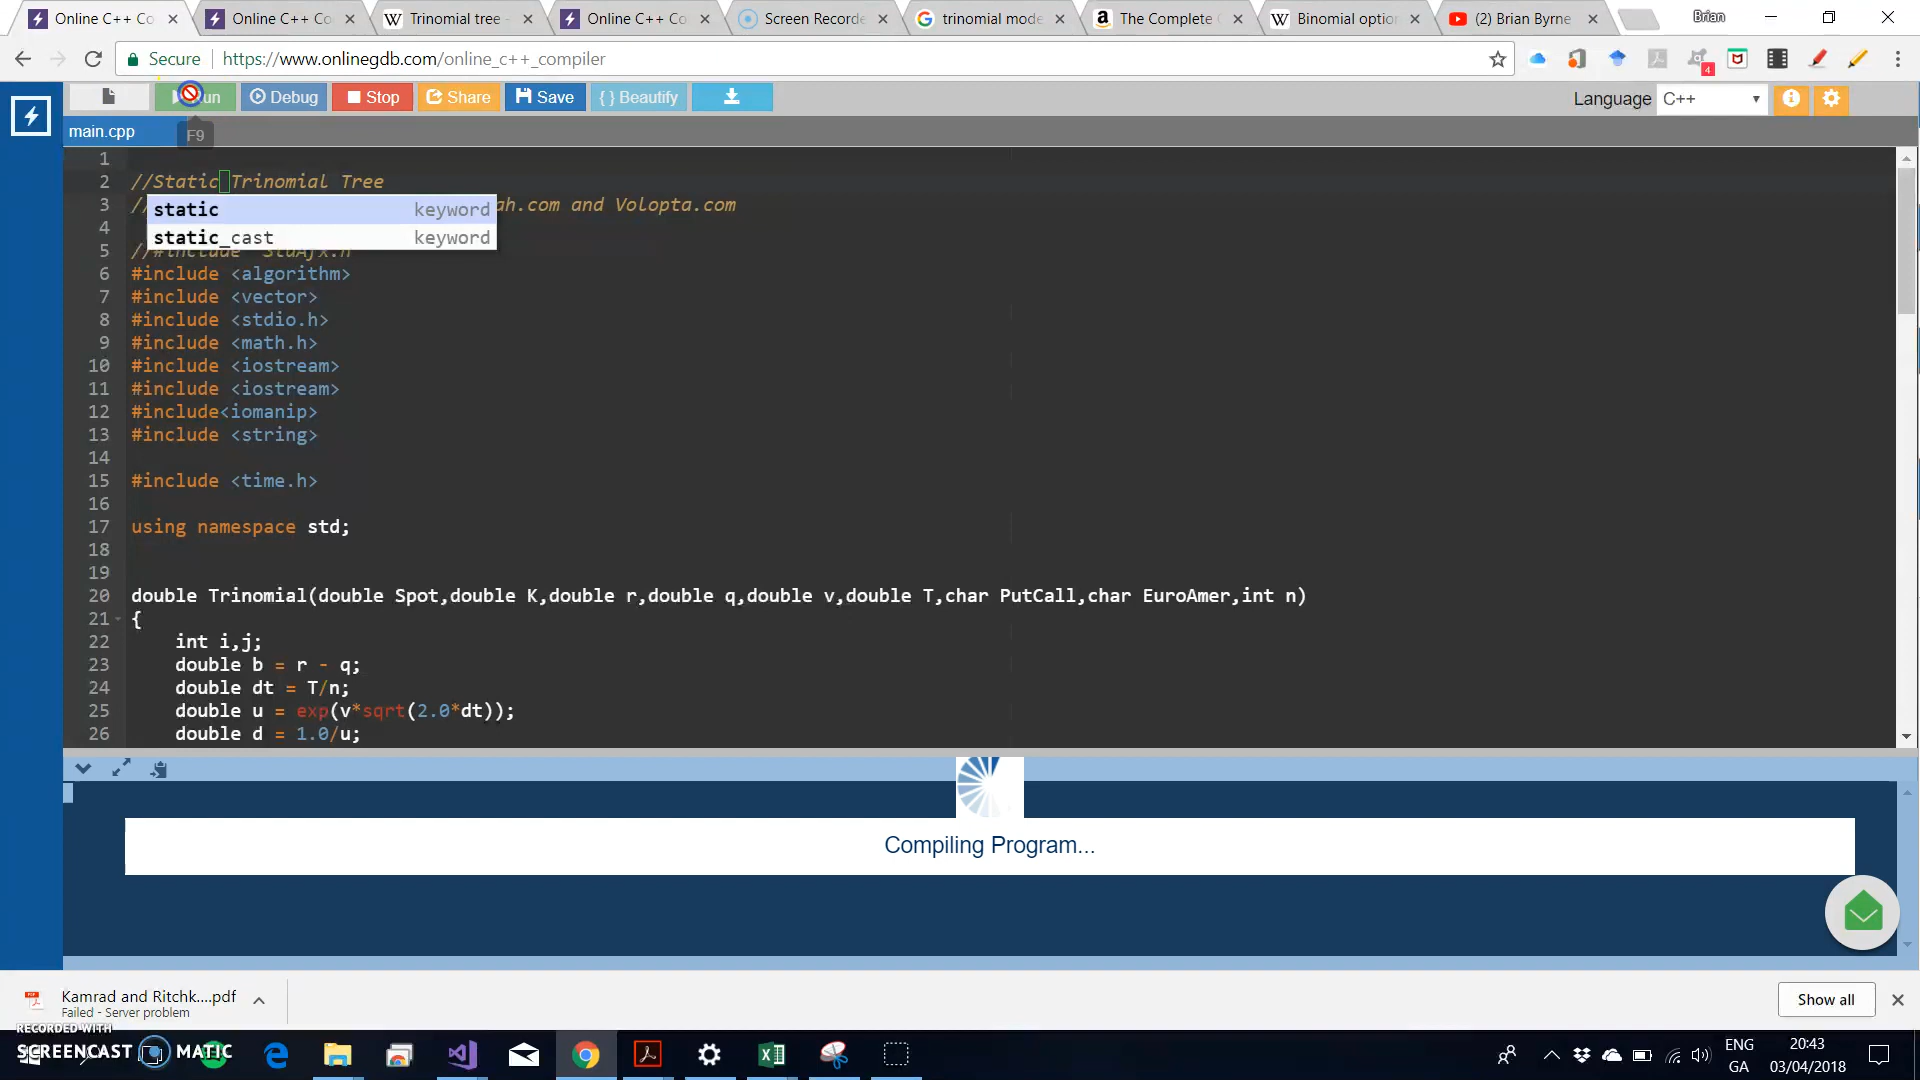 Online C++ Co
Online C++ Co
Trinomial tree -
Online C++ Co
Screen Recorde
trinomial mode
The Complete
Binomial optio
(2) Brian Byrne
Brian
Secure
https://www.onlinegdb.com/online_c++_compiler
4
Run
Debug
Stop
Share
Save
{ } Beautify
Language
C++
main.cpp
F9
1
2 //Static Trinomial Tree
3 // ah.com and Volopta.com
static keyword
static_cast keyword
4
5
6 #include <algorithm>
7 #include <vector>
8 #include <stdio.h>
9 #include <math.h>
10 #include <iostream>
11 #include <iostream>
12 #include<iomanip>
13 #include <string>
14
15 #include <time.h>
16
17 using namespace std;
18
19
20 double Trinomial(double Spot,double K,double r,double q,double v,double T,char PutCall,char EuroAmer,int n)
21 {
22 int i,j;
23 double b = r - q;
24 double dt = T/n;
25 double u = exp(v*sqrt(2.0*dt));
26 double d = 1.0/u;
Compiling Program...
Kamrad and Ritchk....pdf
Failed - Server problem
Show all
RECORDED WITH
SCREENCAST MATIC
ENG
GA
20:43
03/04/2018